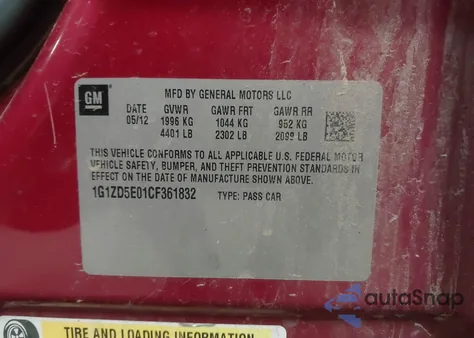 GM
MFD BY GENERAL MOTORS LLC
DATE GVWR GAWR FRT GAWR RR
05/12 1996 KG 1044 KG 952 KG
4401 LB 2302 LB 2099 LB
THIS VEHICLE CONFORMS TO ALL APPLICABLE U.S. FEDERAL MOTOR
VEHICLE SAFETY, BUMPER, AND THEFT PREVENTION STANDARDS IN
EFFECT ON THE DATE OF MANUFACTURE SHOWN ABOVE.
1G1ZD5E01CF361832 TYPE: PASS CAR
autoSnap
TIRE AND LOADING INFORMATION